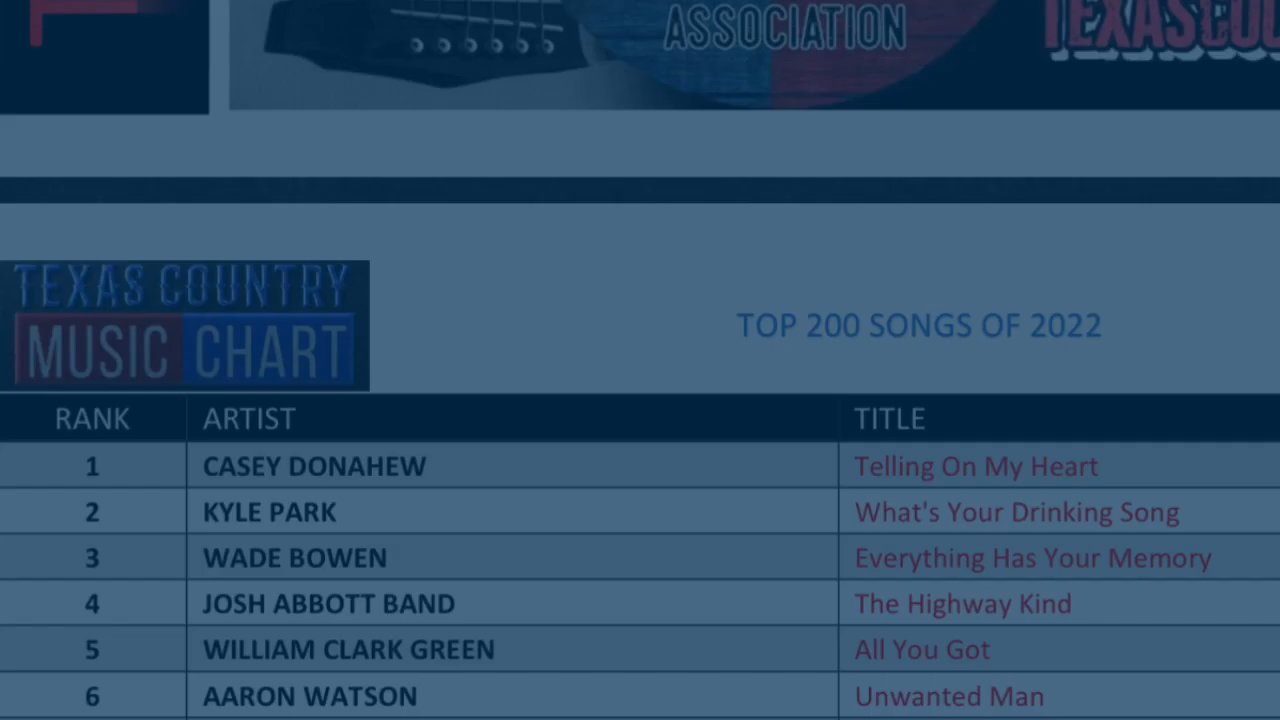 ASSOCIATION
TEXAS COUNTRY
MUSIC CHART
TOP 200 SONGS OF 2022
RANK ARTIST TITLE
1 CASEY DONAHEW Telling On My Heart
2 KYLE PARK What's Your Drinking Song
3 WADE BOWEN Everything Has Your Memory
4 JOSH ABBOTT BAND The Highway Kind
5 WILLIAM CLARK GREEN All You Got
6 AARON WATSON Unwanted Man